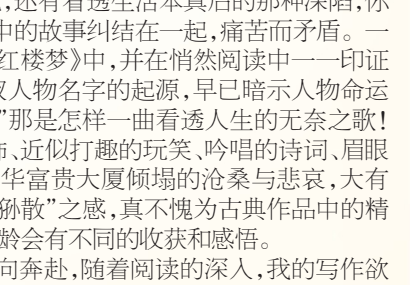 还有看透生活本真后的那种深陷,你
中的故事纠结在一起,痛苦而矛盾。一
红楼梦》中,并在悄然阅读中一一印证
人物名字的起源,早已暗示人物命运
”那是怎样一曲看透人生的无奈之歌!
、近似打趣的玩笑、吟唱的诗词、眉眼
华富贵大厦倾塌的沧桑与悲哀,大有
狲散”之感,真不愧为古典作品中的精
龄会有不同的收获和感悟。
向奔赴,随着阅读的深入,我的写作欲